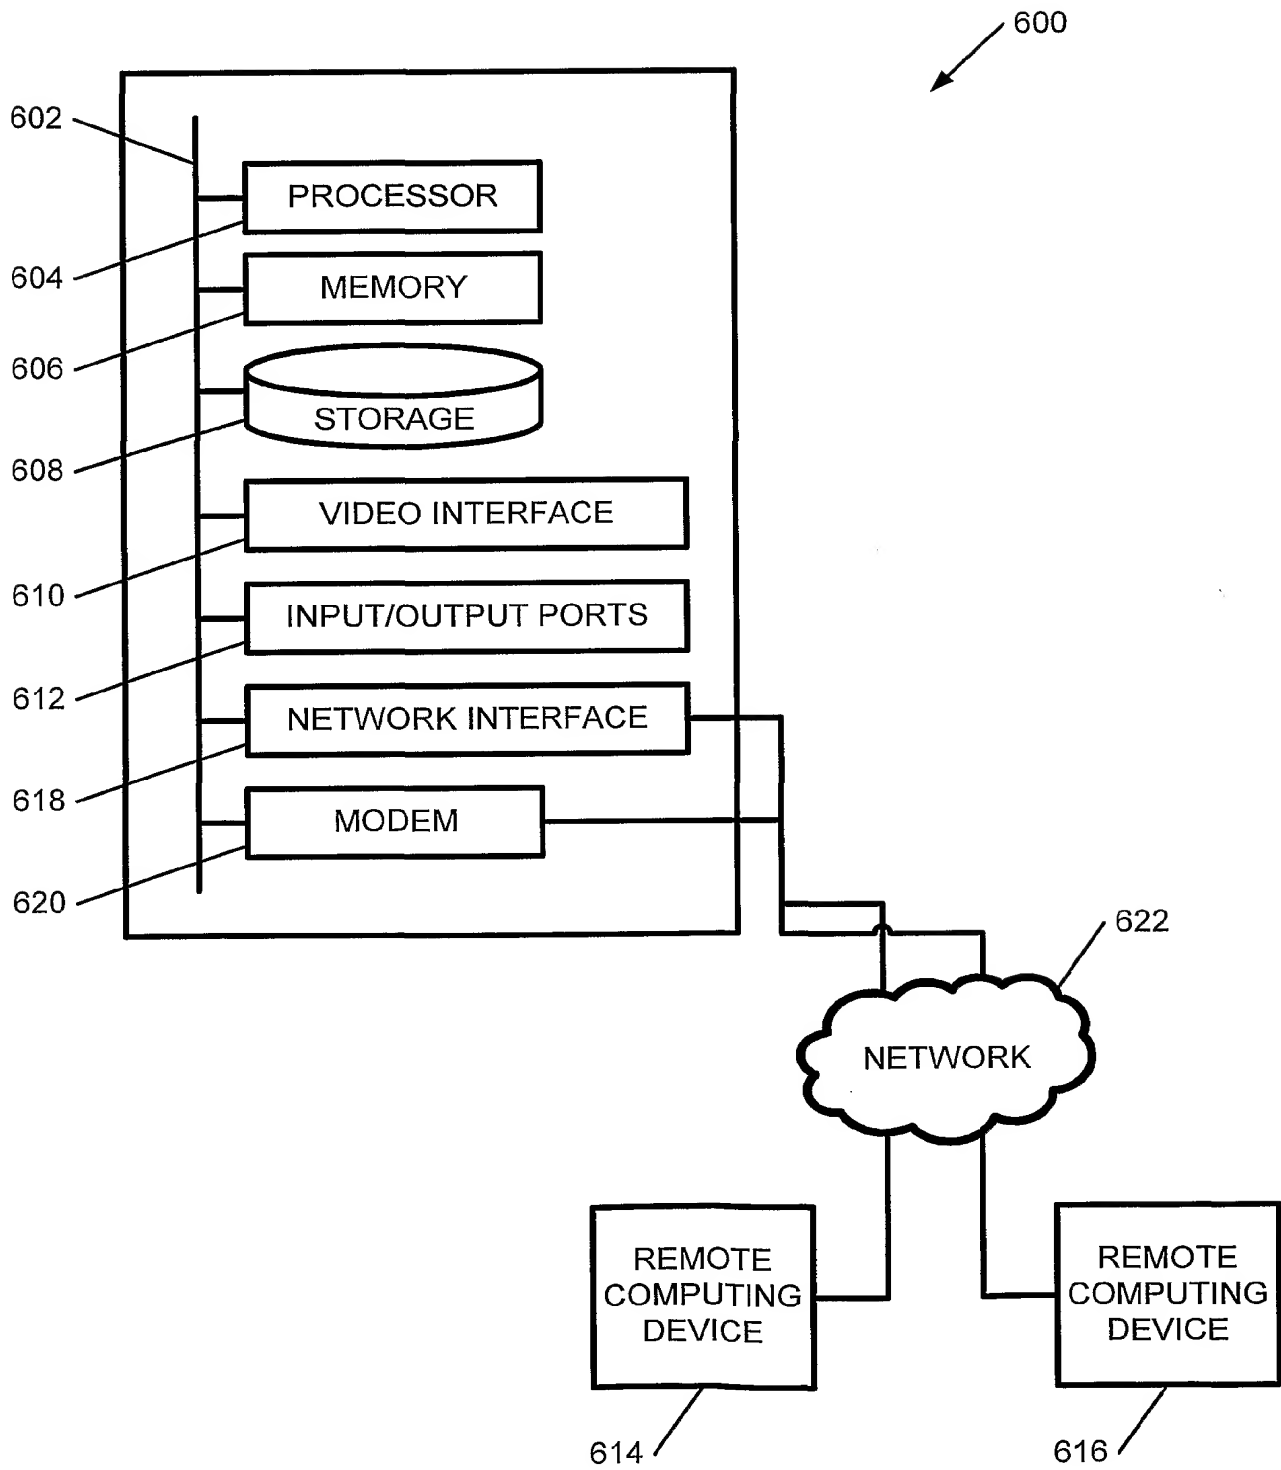 600
602
PROCESSOR
604
MEMORY
606
STORAGE
608
VIDEO INTERFACE
610
INPUT/OUTPUT PORTS
612
NETWORK INTERFACE
618
MODEM
620
622
NETWORK
REMOTE
COMPUTING
DEVICE
614
REMOTE
COMPUTING
DEVICE
616